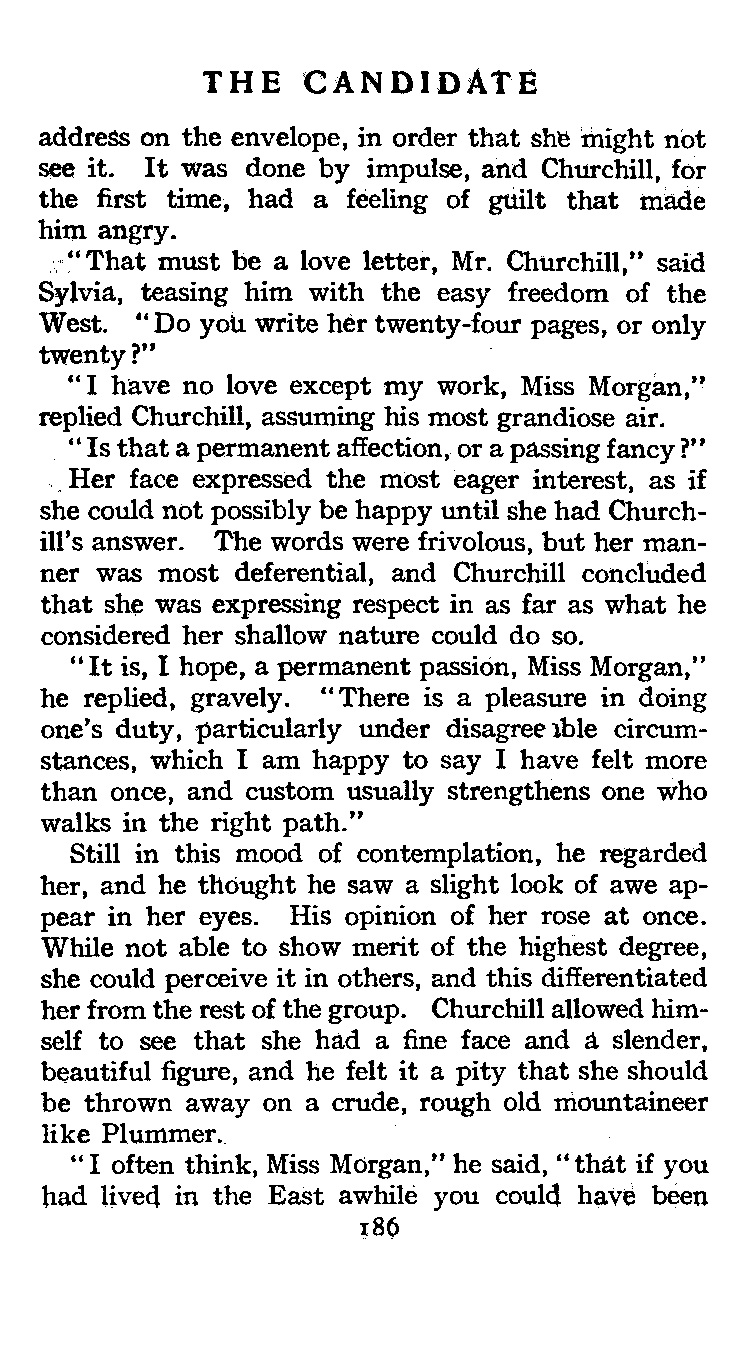 THE CANDIDATE
address on the envelope, in order that she might not
see it. It was done by impulse, and Churchill, for
the first time, had a feeling of guilt that made
him angry.
"That must be a love letter, Mr. Churchill," said
Sylvia, teasing him with the easy freedom of the
West. "Do you write her twenty-four pages, or only
twenty?"
"I have no love except my work, Miss Morgan,"
replied Churchill, assuming his most grandiose air.
"Is that a permanent affection, or a passing fancy?"
Her face expressed the most eager interest, as if
she could not possibly be happy until she had Church-
ill's answer. The words were frivolous, but her man-
ner was most deferential, and Churchill concluded
that she was expressing respect in as far as what he
considered her shallow nature could do so.
"It is, I hope, a permanent passion, Miss Morgan,"
he replied, gravely. "There is a pleasure in doing
one's duty, particularly under disagreeable circum-
stances, which I am happy to say I have felt more
than once, and custom usually strengthens one who
walks in the right path."
Still in this mood of contemplation, he regarded
her, and he thought he saw a slight look of awe ap-
pear in her eyes. His opinion of her rose at once.
While not able to show merit of the highest degree,
she could perceive it in others, and this differentiated
her from the rest of the group. Churchill allowed him-
self to see that she had a fine face and a slender,
beautiful figure, and he felt it a pity that she should
be thrown away on a crude, rough old mountaineer
like Plummer.
"I often think, Miss Morgan," he said, "that if you
had lived in the East awhile you could have been
186